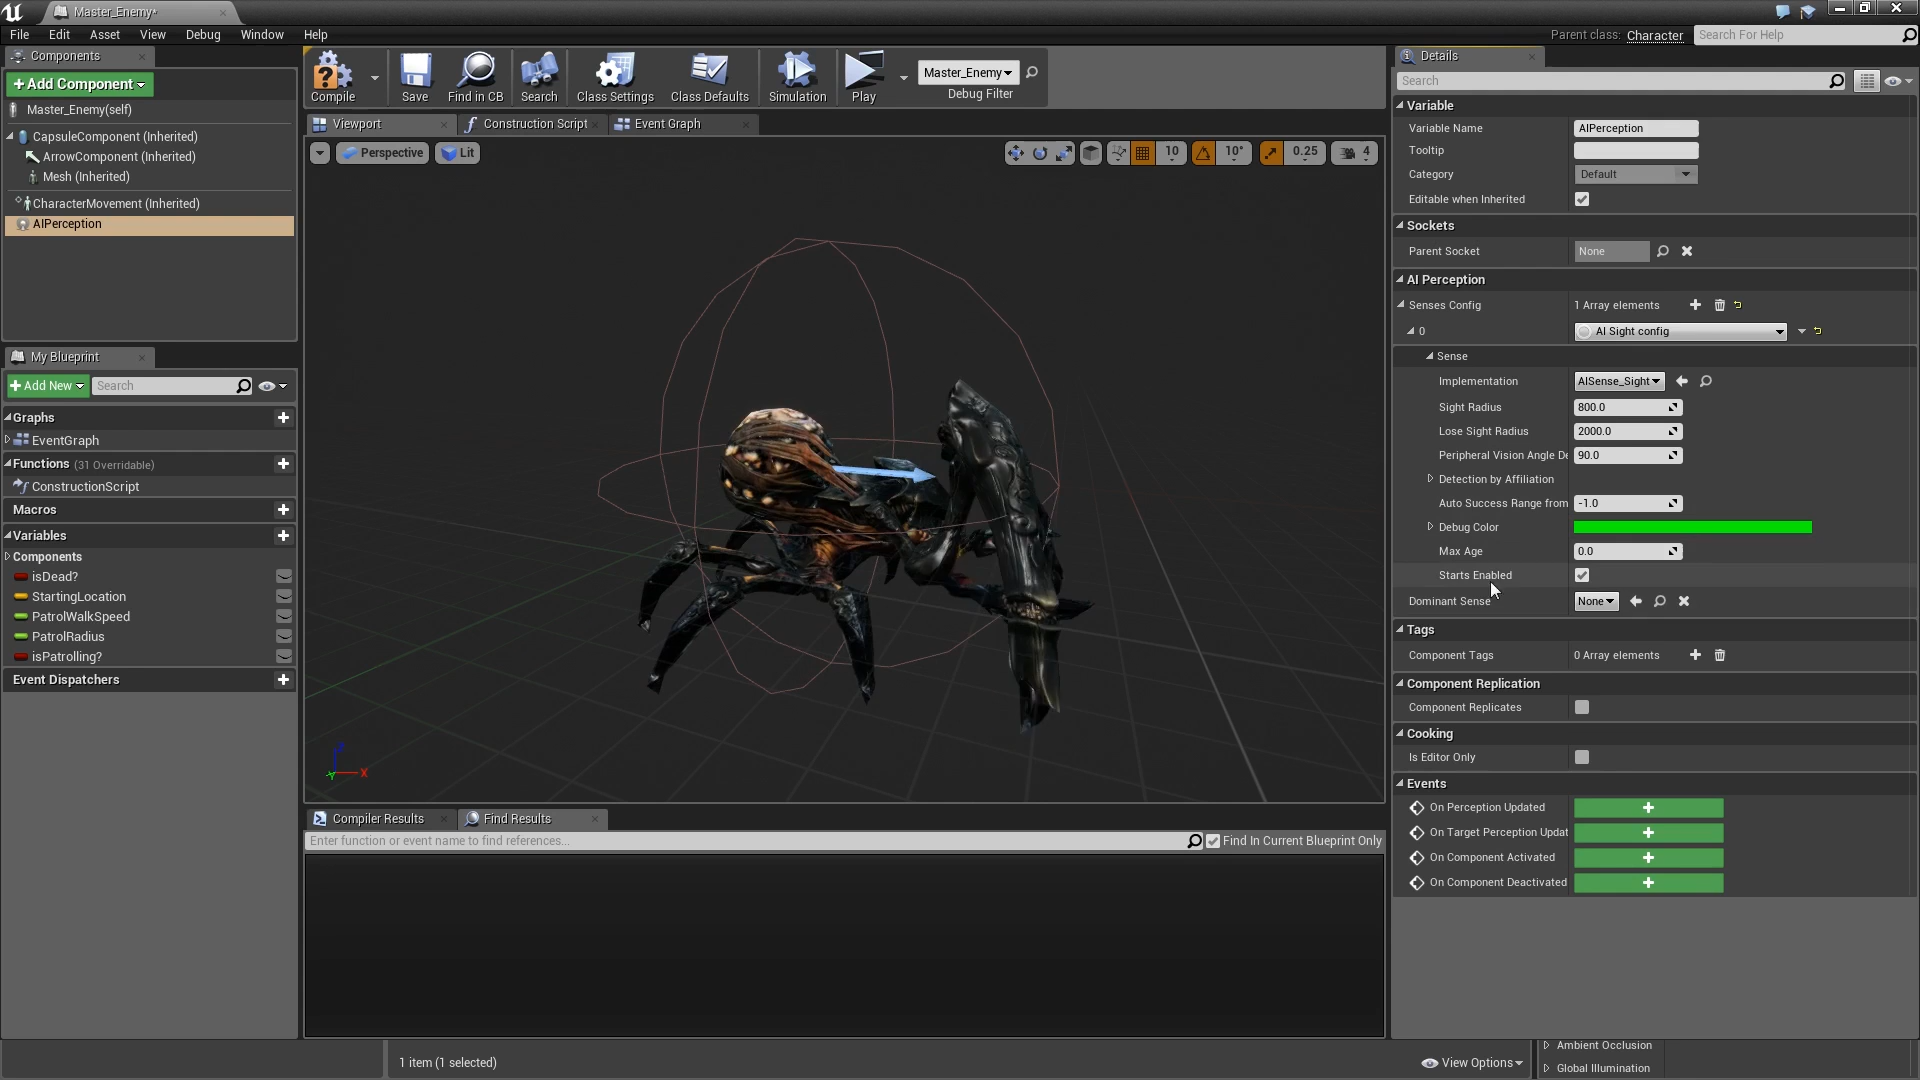 Master_Enemy*
File Edit Asset View Debug Window Help
Parent class: Character
Search For Help
Components
+Add Component
Master_Enemy(self)
CapsuleComponent (Inherited)
ArrowComponent (Inherited)
Mesh (Inherited)
CharacterMovement (Inherited)
AIPerception
My Blueprint
+Add New
Search
Graphs
EventGraph
Functions (31 Overridable)
ConstructionScript
Macros
Variables
Components
isDead?
StartingLocation
PatrolWalkSpeed
PatrolRadius
isPatrolling?
Event Dispatchers
Compile
Save
Find in CB
Search
Class Settings
Class Defaults
Simulation
Play
Master_Enemy
Debug Filter
Viewport
Construction Script
Event Graph
Perspective
Lit
10
10°
0.25
4
Z
X
Y
Compiler Results
Find Results
Enter function or event name to find references...
Find In Current Blueprint Only
1 item (1 selected)
View Options
Details
Search
Variable
Variable Name AIPerception
Tooltip
Category Default
Editable when Inherited
Sockets
Parent Socket None
AI Perception
Senses Config 1 Array elements
0 AI Sight config
Sense
Implementation AISense_Sight
Sight Radius 800.0
Lose Sight Radius 2000.0
Peripheral Vision Angle De 90.0
Detection by Affiliation
Auto Success Range from -1.0
Debug Color
Max Age 0.0
Starts Enabled
Dominant Sense None
Tags
Component Tags 0 Array elements
Component Replication
Component Replicates
Cooking
Is Editor Only
Events
On Perception Updated
On Target Perception Updat
On Component Activated
On Component Deactivated
Ambient Occlusion
Global Illumination